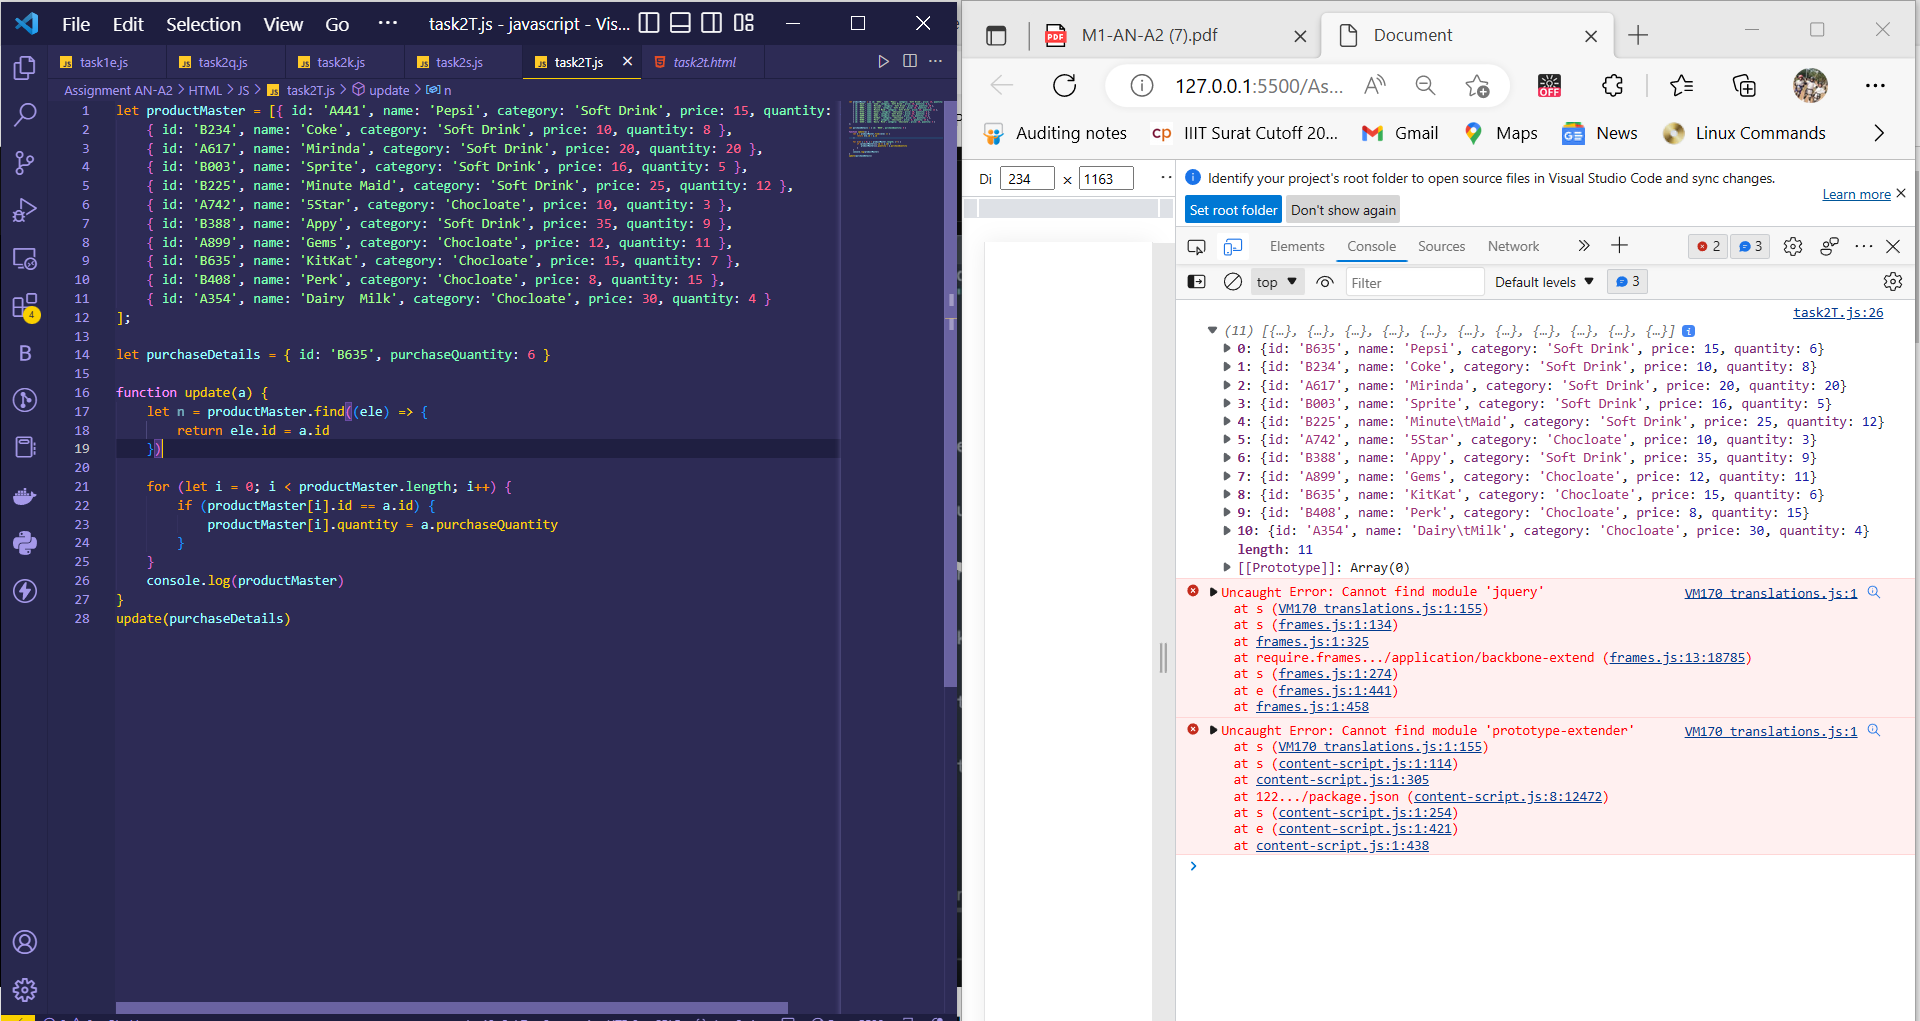 File Edit Selection View Go ··· task2T.js - javascript - Vis...
JS task1e.js JS task2q.js JS task2k.js JS task2s.js JS task2T.js task2t.html
Assignment AN-A2 > HTML > JS > JS task2T.js > update > n
1 let productMaster = [{ id: 'A441', name: 'Pepsi', category: 'Soft Drink', price: 15, quantity:
2 { id: 'B234', name: 'Coke', category: 'Soft Drink', price: 10, quantity: 8 },
3 { id: 'A617', name: 'Mirinda', category: 'Soft Drink', price: 20, quantity: 20 },
4 { id: 'B003', name: 'Sprite', category: 'Soft Drink', price: 16, quantity: 5 },
5 { id: 'B225', name: 'Minute Maid', category: 'Soft Drink', price: 25, quantity: 12 },
6 { id: 'A742', name: '5Star', category: 'Chocloate', price: 10, quantity: 3 },
7 { id: 'B388', name: 'Appy', category: 'Soft Drink', price: 35, quantity: 9 },
8 { id: 'A899', name: 'Gems', category: 'Chocloate', price: 12, quantity: 11 },
9 { id: 'B635', name: 'KitKat', category: 'Chocloate', price: 15, quantity: 7 },
10 { id: 'B408', name: 'Perk', category: 'Chocloate', price: 8, quantity: 15 },
11 { id: 'A354', name: 'Dairy  Milk', category: 'Chocloate', price: 30, quantity: 4 }
12 ];
13
14 let purchaseDetails = { id: 'B635', purchaseQuantity: 6 }
15
16 function update(a) {
17 let n = productMaster.find((ele) => {
18 return ele.id = a.id
19 })
20
21 for (let i = 0; i < productMaster.length; i++) {
22 if (productMaster[i].id == a.id) {
23 productMaster[i].quantity = a.purchaseQuantity
24 }
25 }
26 console.log(productMaster)
27 }
28 update(purchaseDetails)
4
B
PDF M1-AN-A2 (7).pdf Document
127.0.0.1:5500/As... OFF
Auditing notes cp IIIT Surat Cutoff 20... Gmail Maps News Linux Commands
Di 234 × 1163
Identify your project's root folder to open source files in Visual Studio Code and sync changes.
Learn more
Set root folder Don't show again
Elements Console Sources Network 2 3
top Filter Default levels 3
task2T.js:26
(11) [{…}, {…}, {…}, {…}, {…}, {…}, {…}, {…}, {…}, {…}, {…}]
0: {id: 'B635', name: 'Pepsi', category: 'Soft Drink', price: 15, quantity: 6}
1: {id: 'B234', name: 'Coke', category: 'Soft Drink', price: 10, quantity: 8}
2: {id: 'A617', name: 'Mirinda', category: 'Soft Drink', price: 20, quantity: 20}
3: {id: 'B003', name: 'Sprite', category: 'Soft Drink', price: 16, quantity: 5}
4: {id: 'B225', name: 'Minute\tMaid', category: 'Soft Drink', price: 25, quantity: 12}
5: {id: 'A742', name: '5Star', category: 'Chocloate', price: 10, quantity: 3}
6: {id: 'B388', name: 'Appy', category: 'Soft Drink', price: 35, quantity: 9}
7: {id: 'A899', name: 'Gems', category: 'Chocloate', price: 12, quantity: 11}
8: {id: 'B635', name: 'KitKat', category: 'Chocloate', price: 15, quantity: 6}
9: {id: 'B408', name: 'Perk', category: 'Chocloate', price: 8, quantity: 15}
10: {id: 'A354', name: 'Dairy\tMilk', category: 'Chocloate', price: 30, quantity: 4}
length: 11
[[Prototype]]: Array(0)
Uncaught Error: Cannot find module 'jquery' VM170 translations.js:1
at s (VM170 translations.js:1:155)
at s (frames.js:1:134)
at frames.js:1:325
at require.frames.../application/backbone-extend (frames.js:13:18785)
at s (frames.js:1:274)
at e (frames.js:1:441)
at frames.js:1:458
Uncaught Error: Cannot find module 'prototype-extender' VM170 translations.js:1
at s (VM170 translations.js:1:155)
at s (content-script.js:1:114)
at content-script.js:1:305
at 122.../package.json (content-script.js:8:12472)
at s (content-script.js:1:254)
at e (content-script.js:1:421)
at content-script.js:1:438